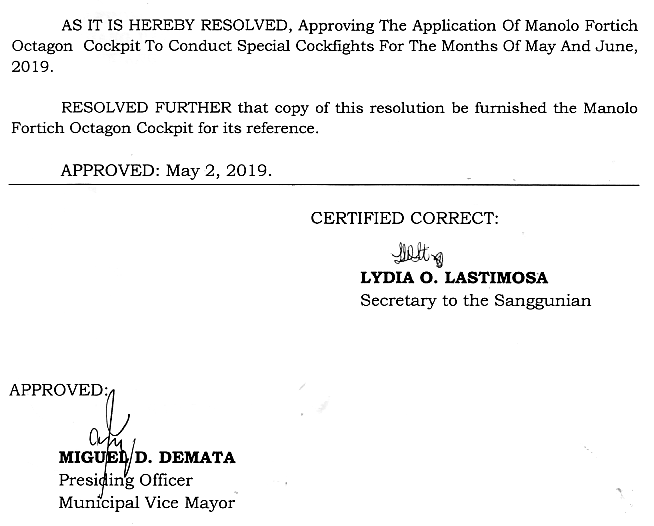 AS IT IS HEREBY RESOLVED, Approving The Application Of Manolo Fortich
Octagon Cockpit To Conduct Special Cockfights For The Months Of May And June,
2019.
RESOLVED FURTHER that copy of this resolution be furnished the Manolo
Fortich Octagon Cockpit for its reference.
APPROVED: May 2, 2019.
CERTIFIED CORRECT:
LYDIA O. LASTIMOSA
Secretary to the Sanggunian
APPROVED:
MIGUEL D. DEMATA
Presiding Officer
Municipal Vice Mayor